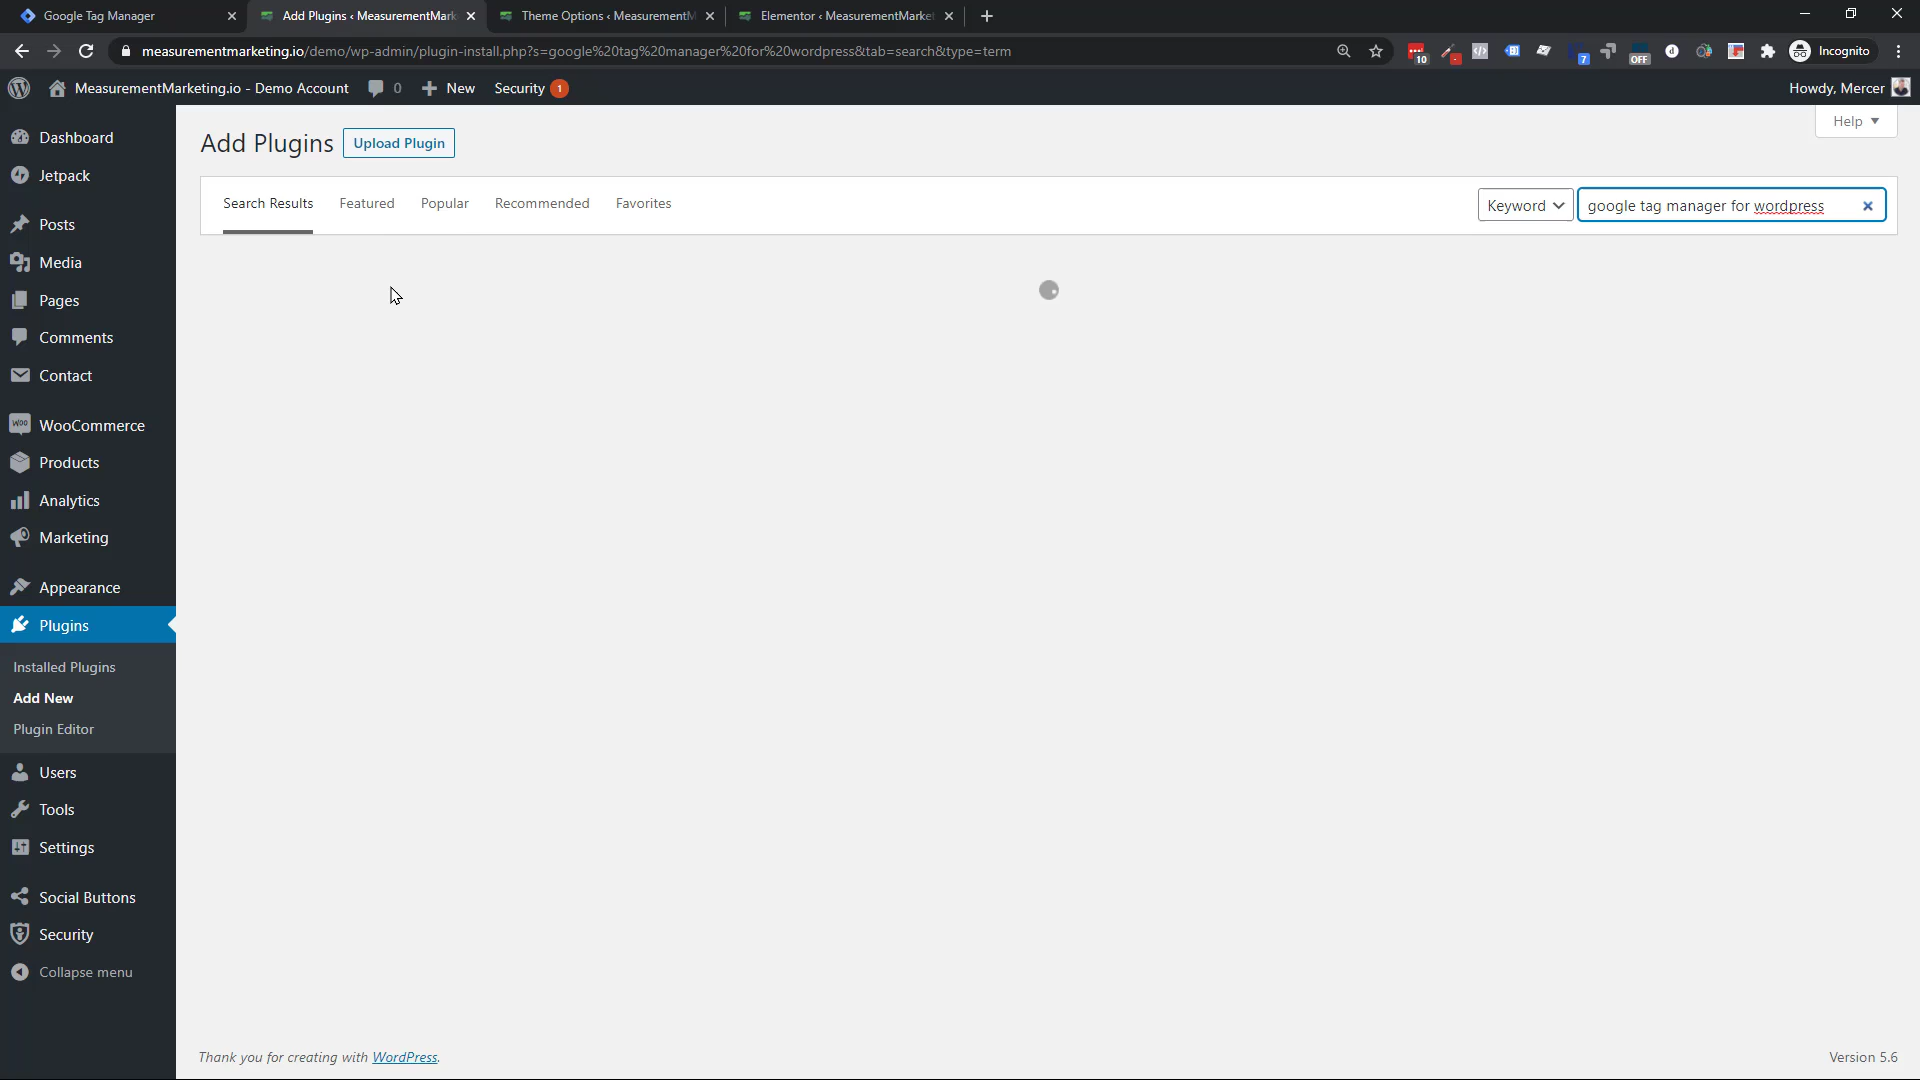 Google Tag Manager
Add Plugins ‹ MeasurementMark
Theme Options ‹ MeasurementM
Elementor ‹ MeasurementMarke
measurementmarketing.io/demo/wp-admin/plugin-install.php?s=google%20tag%20manager%20for%20wordpress&tab=search&type=term
10
7
OFF
Incognito
MeasurementMarketing.io - Demo Account
0
New
Security 1
Howdy, Mercer
Help
Add Plugins
Upload Plugin
Search Results
Featured
Popular
Recommended
Favorites
Keyword
google tag manager for wordpress
Dashboard
Jetpack
Posts
Media
Pages
Comments
Contact
WooCommerce
Products
Analytics
Marketing
Appearance
Plugins
Installed Plugins
Add New
Plugin Editor
Users
Tools
Settings
Social Buttons
Security
Collapse menu
Thank you for creating with WordPress.
Version 5.6